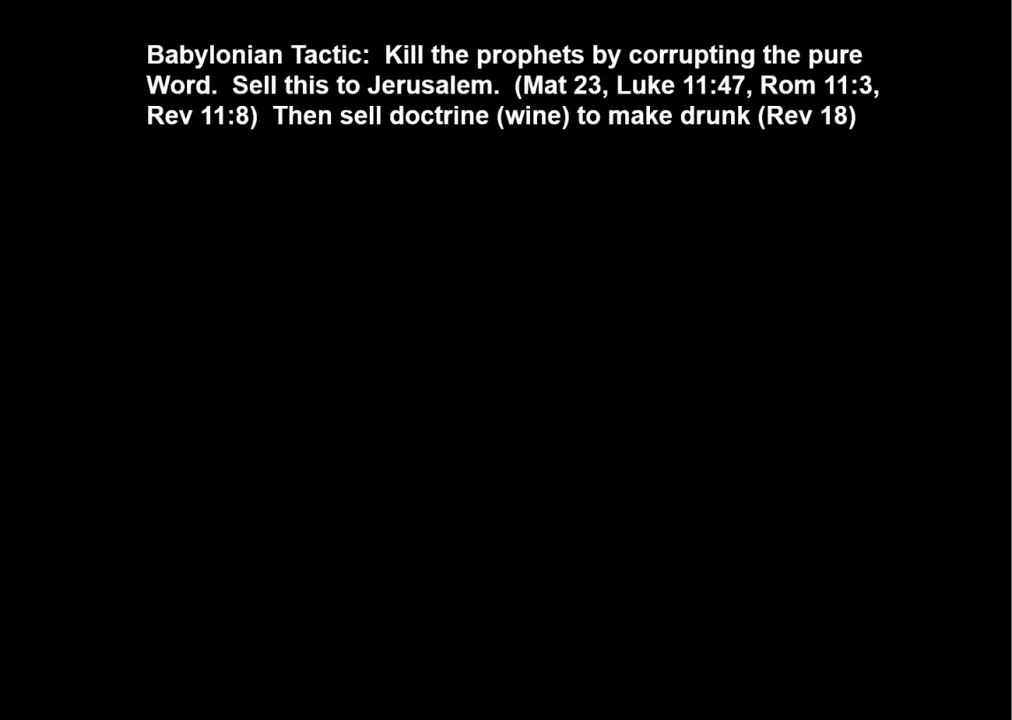 Babylonian Tactic:  Kill the prophets by corrupting the pure
Word.  Sell this to Jerusalem.  (Mat 23, Luke 11:47, Rom 11:3,
Rev 11:8)  Then sell doctrine (wine) to make drunk (Rev 18)